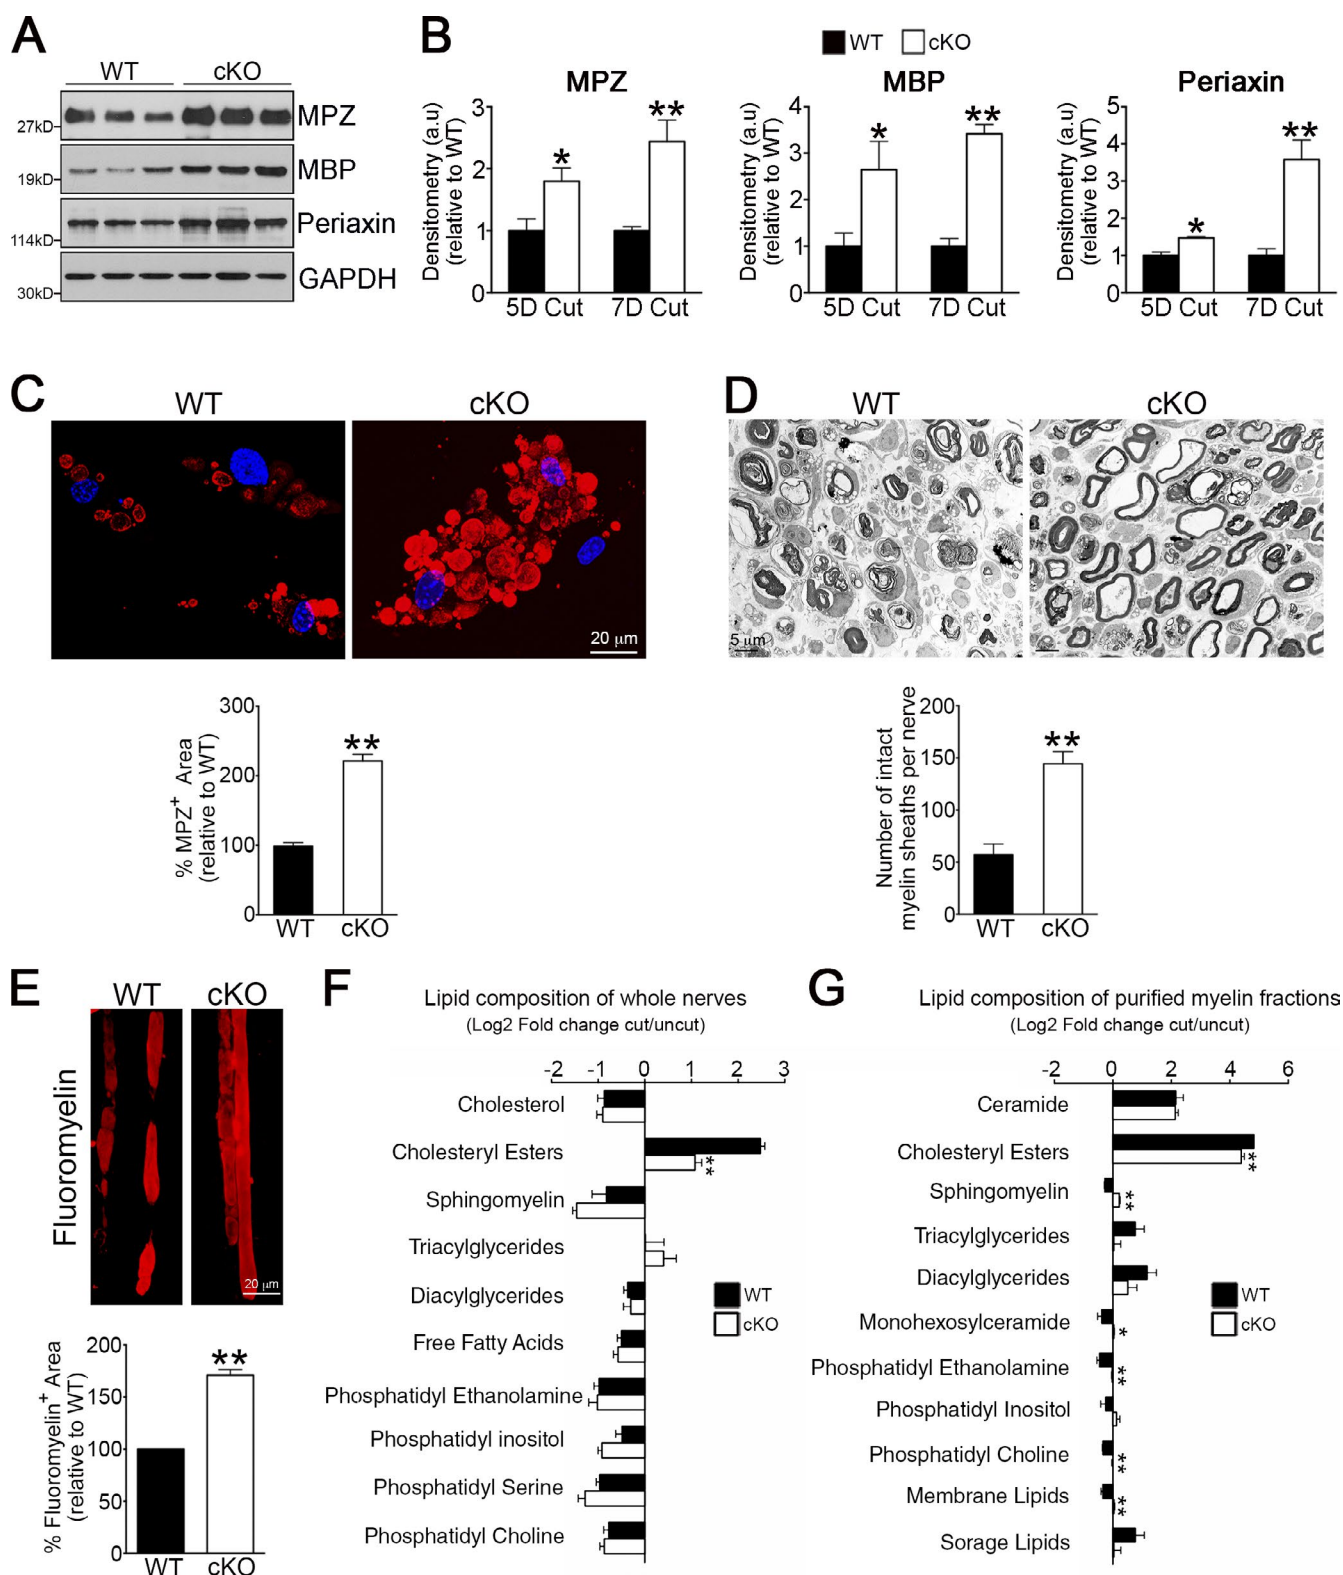 A
WT cKO
27kD
MPZ
19kD
MBP
114kD
Periaxin
30kD
GAPDH
B
WT cKO
MPZ
Densitometry (a.u)
(relative to WT)
3
2
1
0
*
**
5D Cut 7D Cut
MBP
Densitometry (a.u)
(relative to WT)
4
3
2
1
0
*
**
5D Cut 7D Cut
Periaxin
Densitometry (a.u)
(relative to WT)
5
4
3
2
1
0
*
**
5D Cut 7D Cut
C
WT cKO
20 µm
% MPZ+ Area
(relative to WT)
300
200
100
0
**
WT cKO
D
WT cKO
5 µm
Number of intact
myelin sheaths per nerve
200
150
100
50
0
**
WT cKO
E
WT cKO
Fluoromyelin
20 µm
% Fluoromyelin+ Area
(relative to WT)
200
150
100
50
0
**
WT cKO
F
Lipid composition of whole nerves
(Log2 Fold change cut/uncut)
-2 -1 0 1 2 3
Cholesterol
Cholesteryl Esters
**
Sphingomyelin
Triacylglycerides
Diacylglycerides
Free Fatty Acids
Phosphatidyl Ethanolamine
Phosphatidyl inositol
Phosphatidyl Serine
Phosphatidyl Choline
WT
cKO
G
Lipid composition of purified myelin fractions
(Log2 Fold change cut/uncut)
-2 0 2 4 6
Ceramide
Cholesteryl Esters
**
Sphingomyelin
**
Triacylglycerides
Diacylglycerides
Monohexosylceramide
*
Phosphatidyl Ethanolamine
**
Phosphatidyl Inositol
Phosphatidyl Choline
**
Membrane Lipids
**
Sorage Lipids
WT
cKO